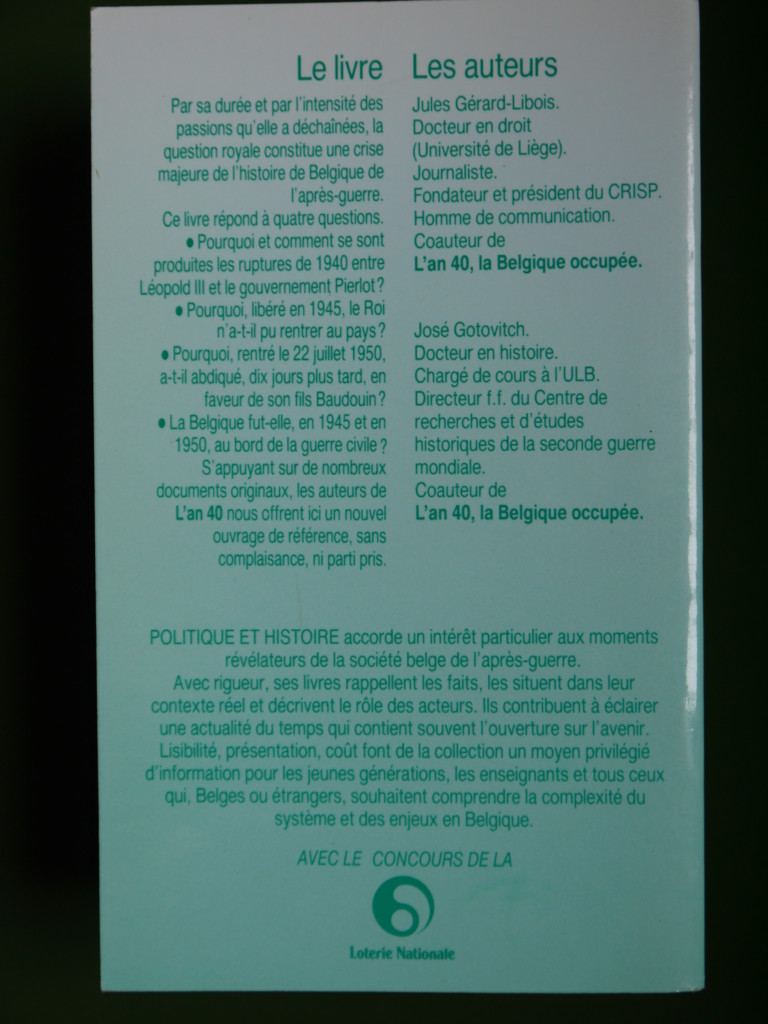 Le livre
Par sa durée et par l'intensité des
passions qu'elle a déchaînées, la
question royale constitue une crise
majeure de l'histoire de Belgique de
l'après-guerre.
Ce livre répond à quatre questions.
● Pourquoi et comment se sont
produites les ruptures de 1940 entre
Léopold III et le gouvernement Pierlot ?
● Pourquoi, libéré en 1945, le Roi
n'a-t-il pu rentrer au pays ?
● Pourquoi, rentré le 22 juillet 1950,
a-t-il abdiqué, dix jours plus tard, en
faveur de son fils Baudouin ?
● La Belgique fut-elle, en 1945 et en
1950, au bord de la guerre civile ?
S'appuyant sur de nombreux
documents originaux, les auteurs de
L'an 40 nous offrent ici un nouvel
ouvrage de référence, sans
complaisance, ni parti pris.
Les auteurs
Jules Gérard-Libois.
Docteur en droit
(Université de Liège).
Journaliste.
Fondateur et président du CRISP.
Homme de communication.
Coauteur de
L'an 40, la Belgique occupée.
José Gotovitch.
Docteur en histoire.
Chargé de cours à l'ULB.
Directeur f.f. du Centre de
recherches et d'études
historiques de la seconde guerre
mondiale.
Coauteur de
L'an 40, la Belgique occupée.
POLITIQUE ET HISTOIRE accorde un intérêt particulier aux moments
révélateurs de la société belge de l'après-guerre.
Avec rigueur, ses livres rappellent les faits, les situent dans leur
contexte réel et décrivent le rôle des acteurs. Ils contribuent à éclairer
une actualité du temps qui contient souvent l'ouverture sur l'avenir.
Lisibilité, présentation, coût font de la collection un moyen privilégié
d'information pour les jeunes générations, les enseignants et tous ceux
qui, Belges ou étrangers, souhaitent comprendre la complexité du
système et des enjeux en Belgique.
AVEC LE CONCOURS DE LA
Loterie Nationale